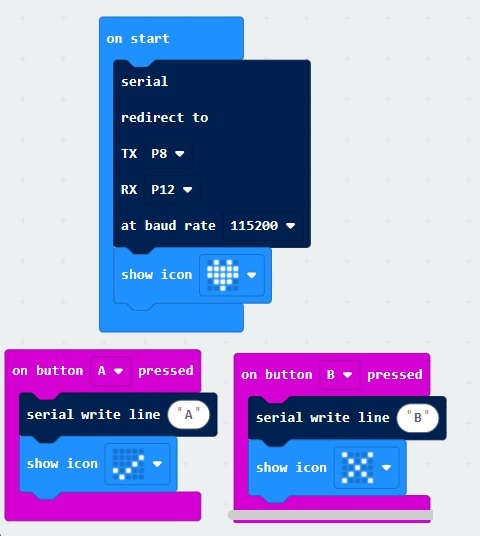 on start
serial
redirect to
TX P8
RX P12
at baud rate 115200
show icon
on button A pressed
serial write line "A"
show icon
on button B pressed
serial write line "B"
show icon